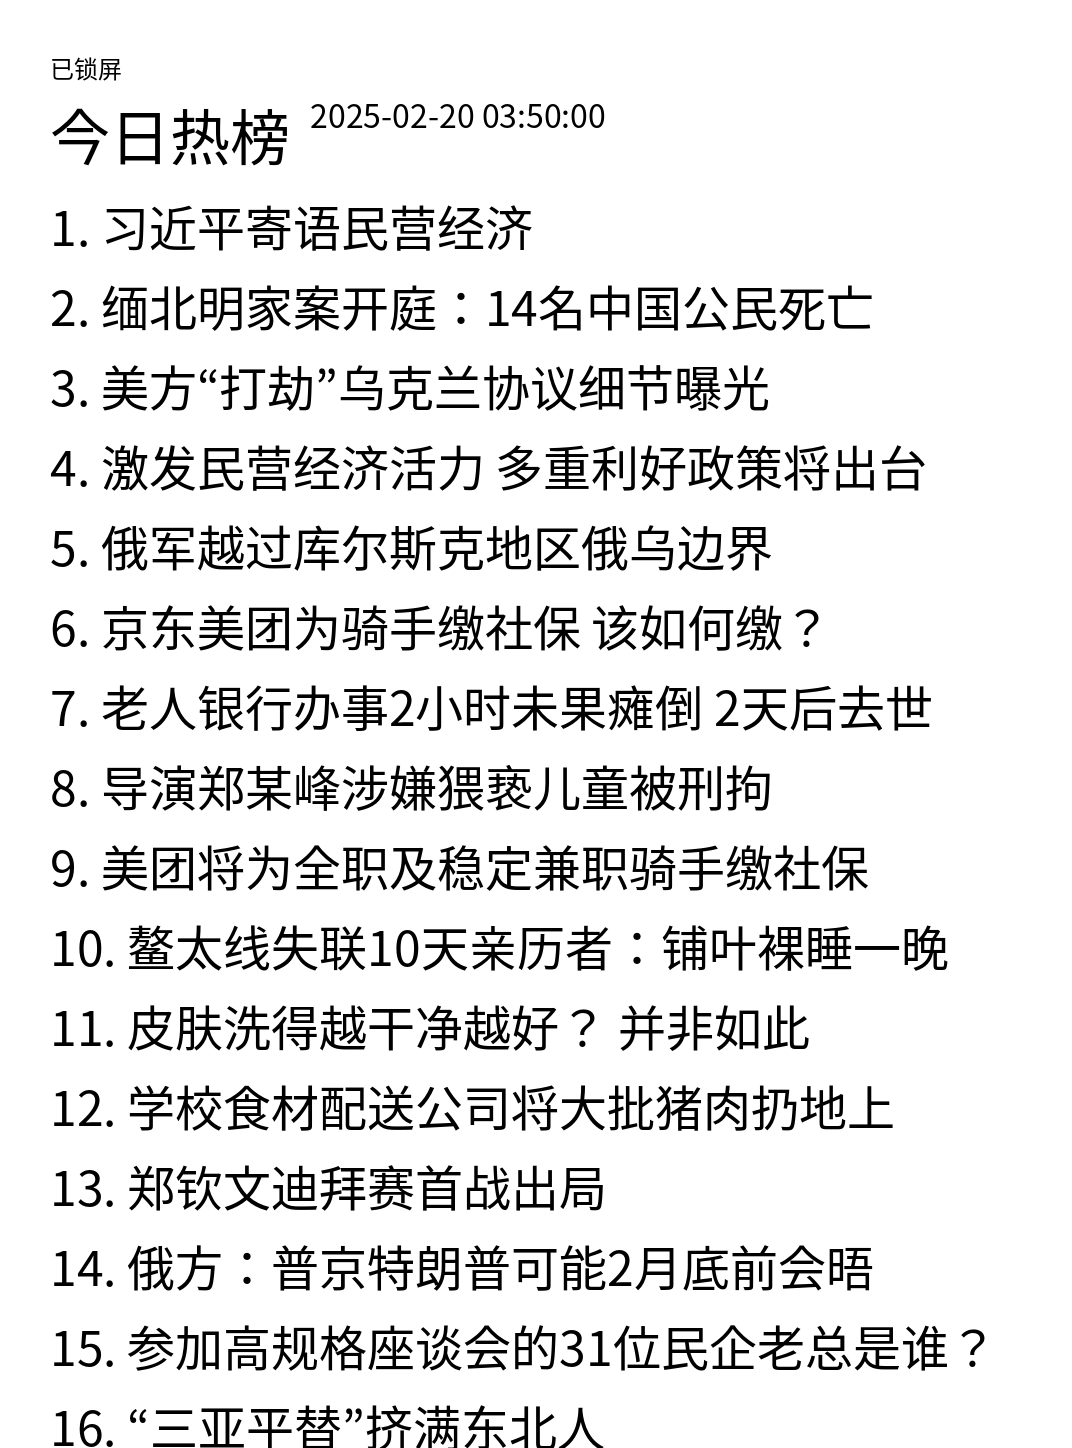 已锁屏
今日热榜 2025-02-20 03:50:00
1. 习近平寄语民营经济
2. 缅北明家案开庭：14名中国公民死亡
3. 美方“打劫”乌克兰协议细节曝光
4. 激发民营经济活力 多重利好政策将出台
5. 俄军越过库尔斯克地区俄乌边界
6. 京东美团为骑手缴社保 该如何缴？
7. 老人银行办事2小时未果瘫倒 2天后去世
8. 导演郑某峰涉嫌猥亵儿童被刑拘
9. 美团将为全职及稳定兼职骑手缴社保
10. 鳌太线失联10天亲历者：铺叶裸睡一晚
11. 皮肤洗得越干净越好？ 并非如此
12. 学校食材配送公司将大批猪肉扔地上
13. 郑钦文迪拜赛首战出局
14. 俄方：普京特朗普可能2月底前会晤
15. 参加高规格座谈会的31位民企老总是谁？
16. “三亚平替”挤满东北人